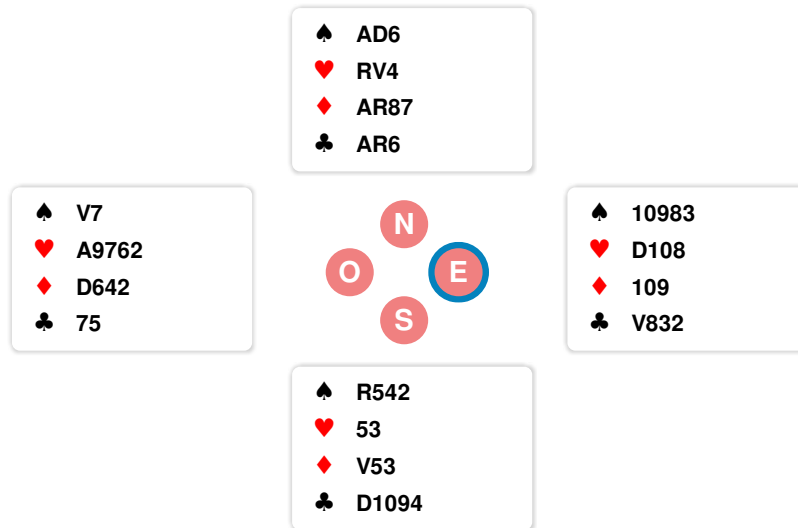 ♠ AD6
♥ RV4
♦ AR87
♣ AR6
♠ V7
♥ A9762
♦ D642
♣ 75
N
O E
S
♠ 10983
♥ D108
♦ 109
♣ V832
♠ R542
♥ 53
♦ V53
♣ D1094